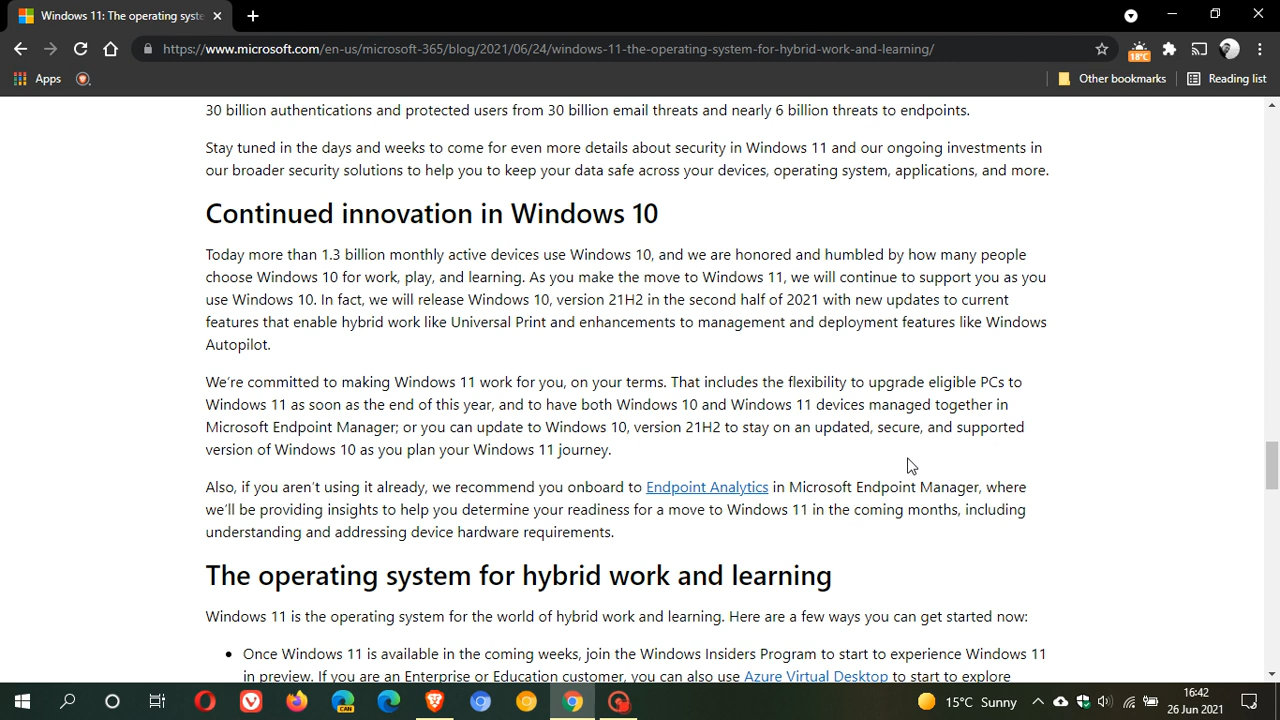 Windows 11: The operating syste
https://www.microsoft.com/en-us/microsoft-365/blog/2021/06/24/windows-11-the-operating-system-for-hybrid-work-and-learning/
18°C
Apps
Other bookmarks
Reading list
30 billion authentications and protected users from 30 billion email threats and nearly 6 billion threats to endpoints.
Stay tuned in the days and weeks to come for even more details about security in Windows 11 and our ongoing investments in
our broader security solutions to help you to keep your data safe across your devices, operating system, applications, and more.
Continued innovation in Windows 10
Today more than 1.3 billion monthly active devices use Windows 10, and we are honored and humbled by how many people
choose Windows 10 for work, play, and learning. As you make the move to Windows 11, we will continue to support you as you
use Windows 10. In fact, we will release Windows 10, version 21H2 in the second half of 2021 with new updates to current
features that enable hybrid work like Universal Print and enhancements to management and deployment features like Windows
Autopilot.
We're committed to making Windows 11 work for you, on your terms. That includes the flexibility to upgrade eligible PCs to
Windows 11 as soon as the end of this year, and to have both Windows 10 and Windows 11 devices managed together in
Microsoft Endpoint Manager; or you can update to Windows 10, version 21H2 to stay on an updated, secure, and supported
version of Windows 10 as you plan your Windows 11 journey.
Also, if you aren't using it already, we recommend you onboard to Endpoint Analytics in Microsoft Endpoint Manager, where
we'll be providing insights to help you determine your readiness for a move to Windows 11 in the coming months, including
understanding and addressing device hardware requirements.
The operating system for hybrid work and learning
Windows 11 is the operating system for the world of hybrid work and learning. Here are a few ways you can get started now:
• Once Windows 11 is available in the coming weeks, join the Windows Insiders Program to start to experience Windows 11
in preview. If you are an Enterprise or Education customer, you can also use Azure Virtual Desktop to start to explore
CAN
15°C Sunny
16:42
26 Jun 2021